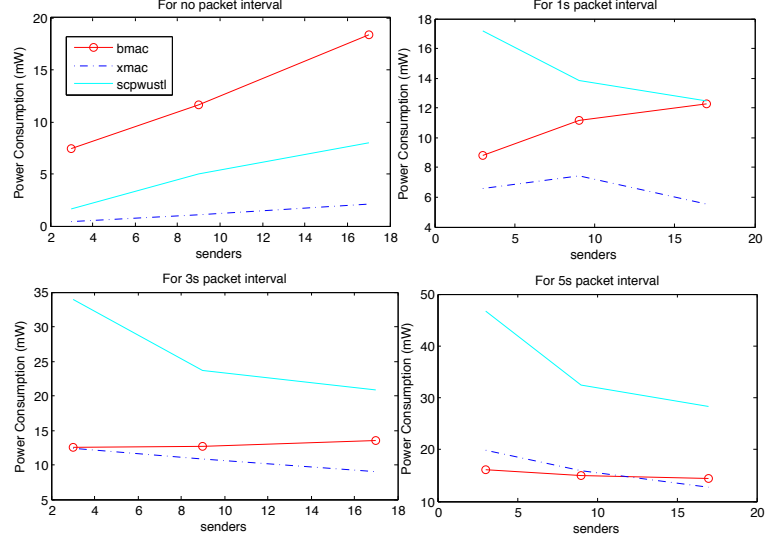 For no packet interval
20
15
10
5
0
2 4 6 8 10 12 14 16 18
senders
Power Consumption (mW)
bmac
xmac
scpwustl
For 1s packet interval
18
16
14
12
10
8
6
4
0 5 10 15 20
senders
Power Consumption (mW)
For 3s packet interval
35
30
25
20
15
10
5
2 4 6 8 10 12 14 16 18
senders
Power Consumption (mW)
For 5s packet interval
50
40
30
20
10
0 5 10 15 20
senders
Power Consumption (mW)